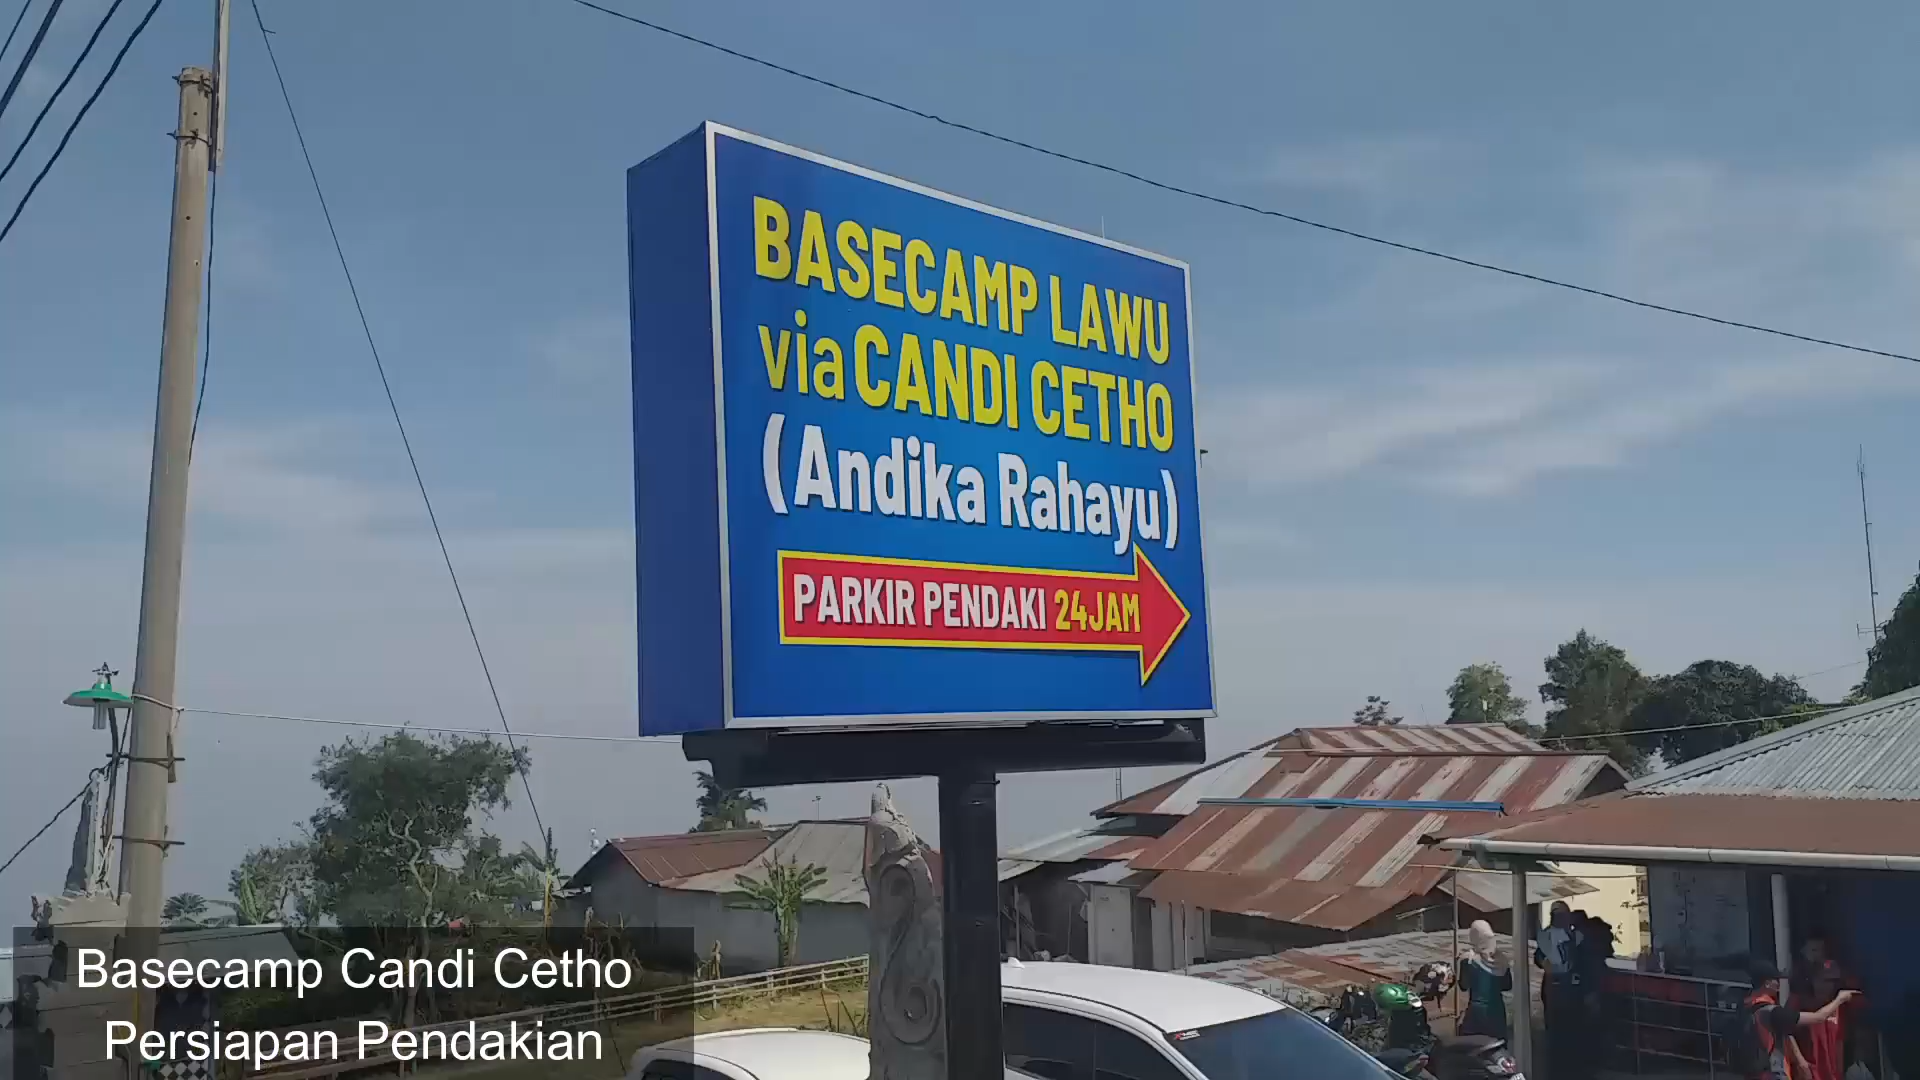 BASECAMP LAWU
via CANDI CETHO
(Andika Rahayu)
PARKIR PENDAKI 24JAM
Basecamp Candi Cetho
Persiapan Pendakian